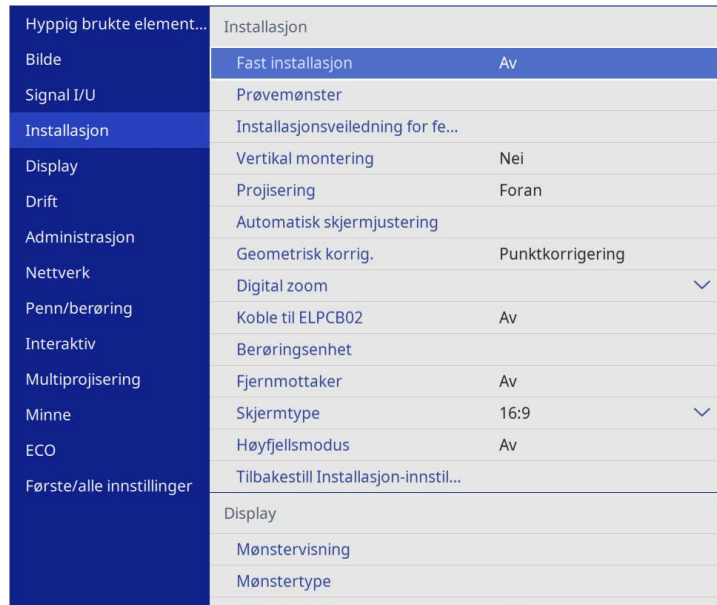 Hyppig brukte element...
Bilde
Signal I/U
Installasjon
Display
Drift
Administrasjon
Nettverk
Penn/berøring
Interaktiv
Multiprojisering
Minne
ECO
Første/alle innstillinger
Installasjon
Fast installasjon Av
Prøvemønster
Installasjonsveiledning for fe...
Vertikal montering Nei
Projisering Foran
Automatisk skjermjustering
Geometrisk korrig. Punktkorrigering
Digital zoom
Koble til ELPCB02 Av
Berøringsenhet
Fjernmottaker Av
Skjermtype 16:9
Høyfjellsmodus Av
Tilbakestill Installasjon-innstil...
Display
Mønstervisning
Mønstertype